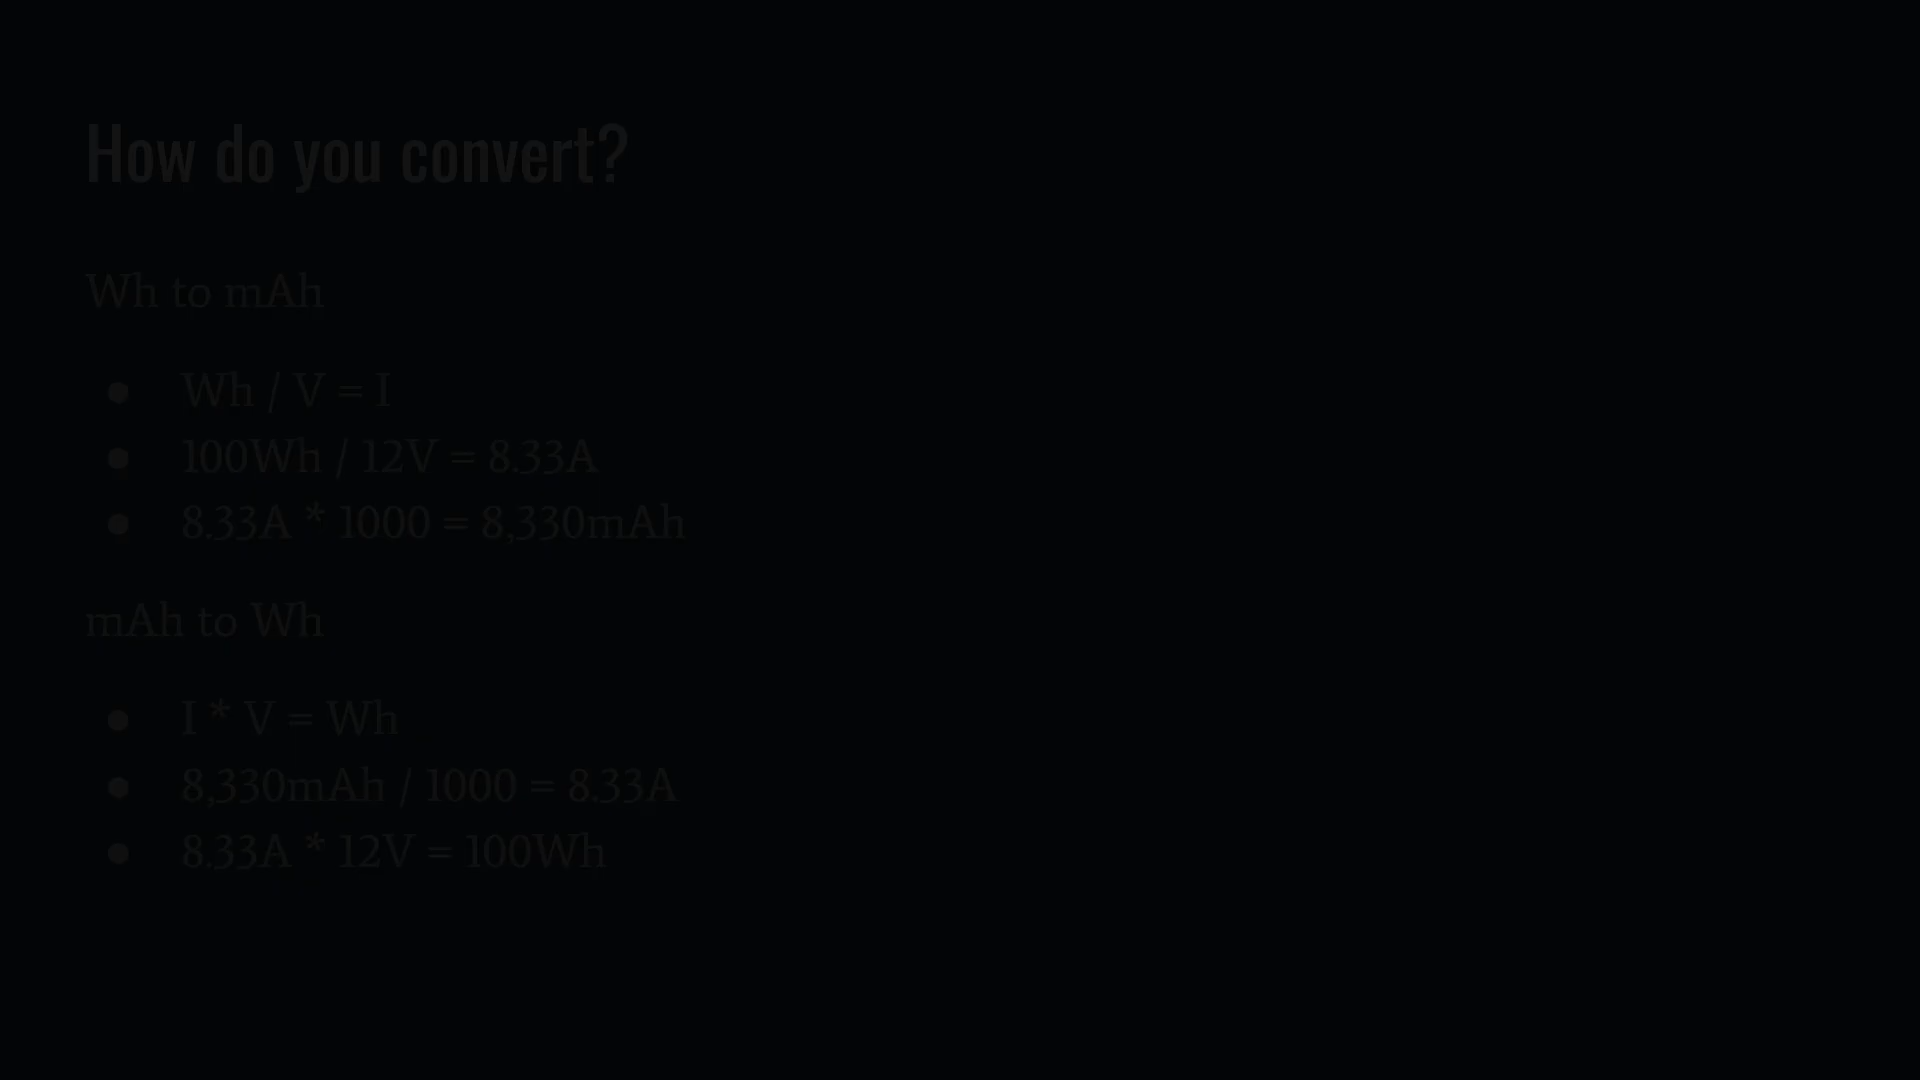 How do you convert?
Wh to mAh
● Wh / V = I
● 100Wh / 12V = 8.33A
● 8.33A * 1000 = 8,330mAh
mAh to Wh
● I * V = Wh
● 8,330mAh / 1000 = 8.33A
● 8.33A * 12V = 100Wh